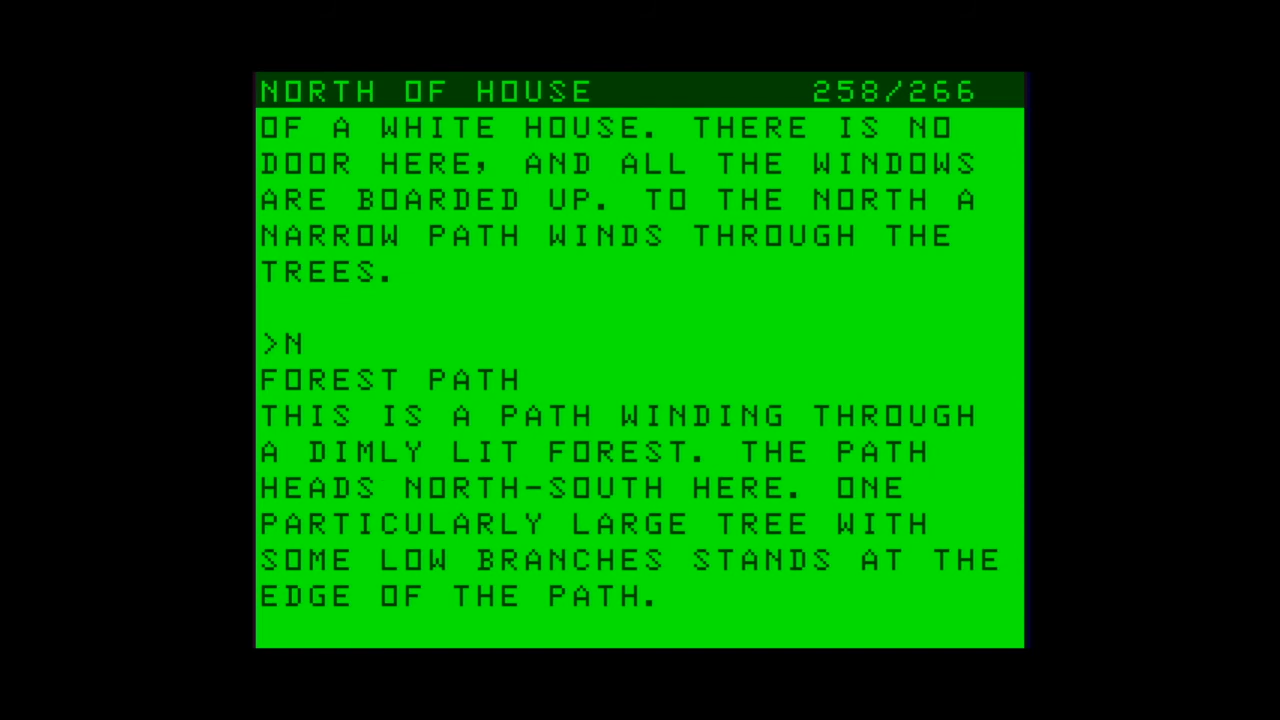 NORTH OF HOUSE 258/266
OF A WHITE HOUSE. THERE IS NO
DOOR HERE, AND ALL THE WINDOWS
ARE BOARDED UP. TO THE NORTH A
NARROW PATH WINDS THROUGH THE
TREES.
>N
FOREST PATH
THIS IS A PATH WINDING THROUGH
A DIMLY LIT FOREST. THE PATH
HEADS NORTH-SOUTH HERE. ONE
PARTICULARLY LARGE TREE WITH
SOME LOW BRANCHES STANDS AT THE
EDGE OF THE PATH.